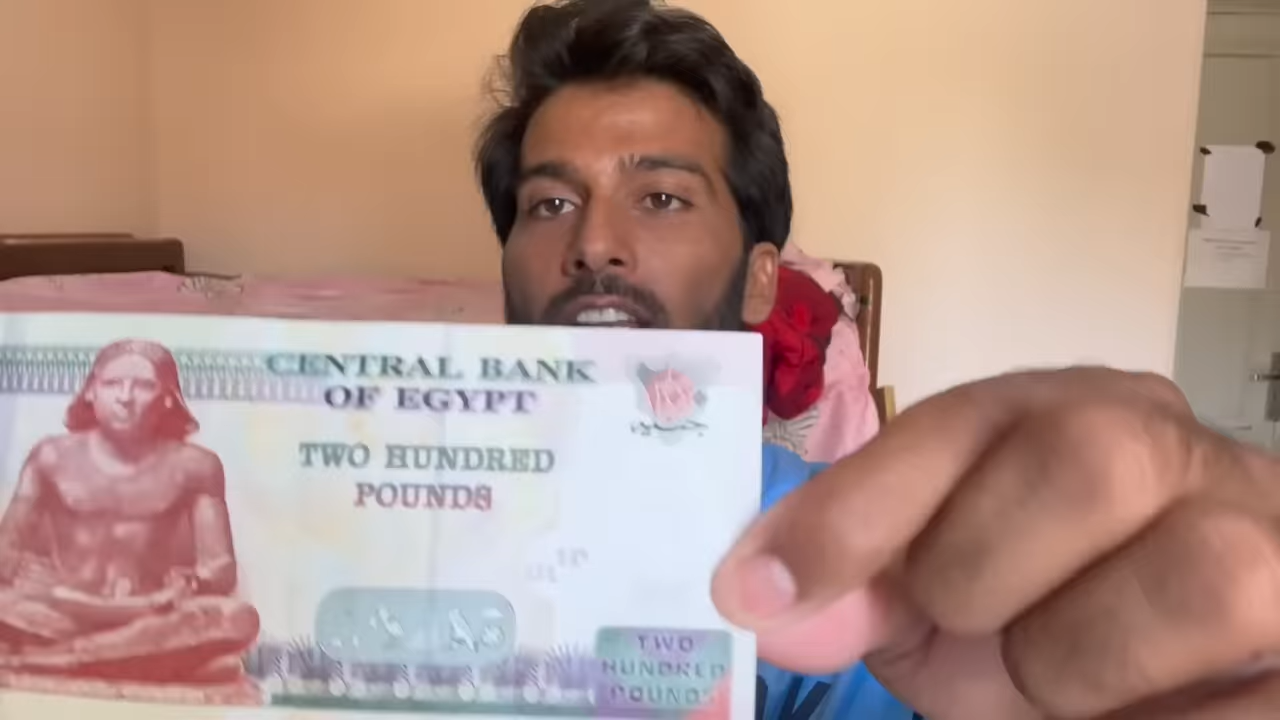 CENTRAL BANK
OF EGYPT
TWO HUNDRED
POUNDS
TWO
HUNDRED
POUNDS